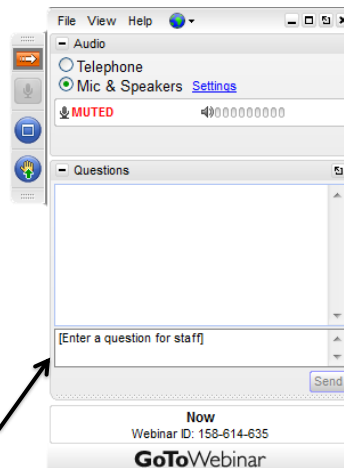 File View Help
Audio
Telephone
Mic & Speakers Settings
MUTED 000000000
Questions
[Enter a question for staff]
Send
Now
Webinar ID: 158-614-635
GoToWebinar